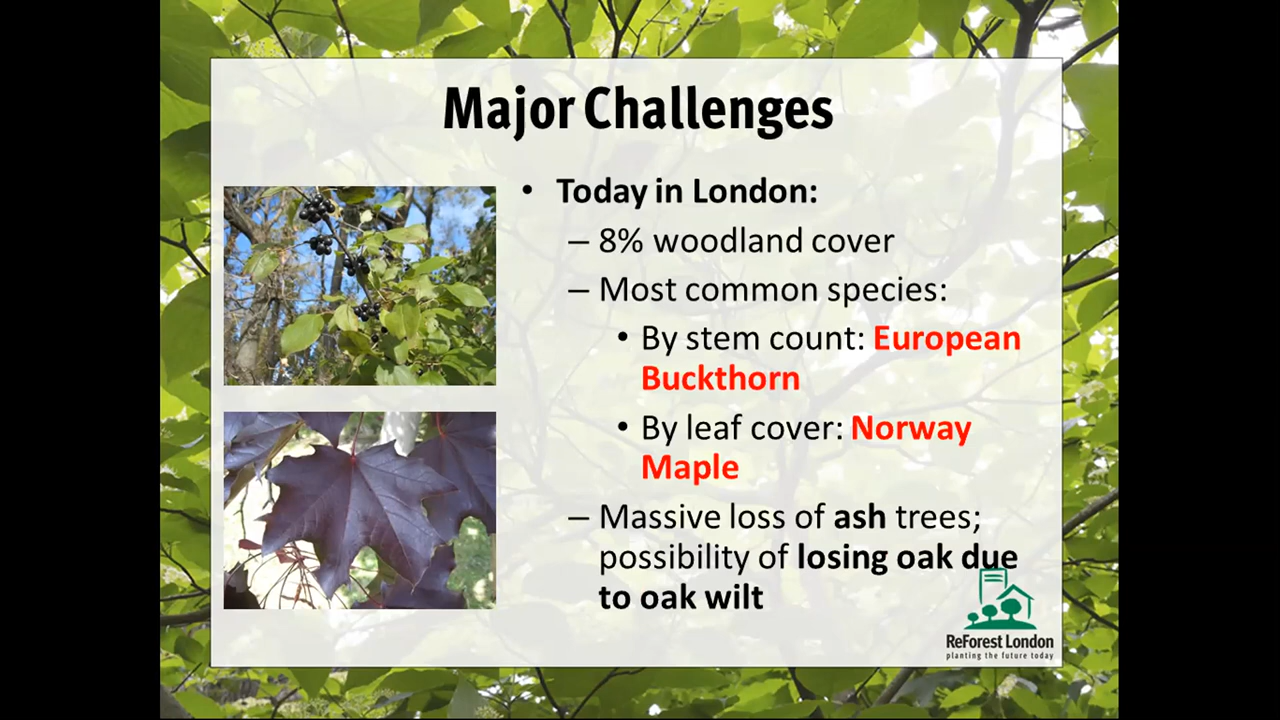 Major Challenges
• Today in London:
– 8% woodland cover
– Most common species:
• By stem count: European
Buckthorn
• By leaf cover: Norway
Maple
– Massive loss of ash trees;
possibility of losing oak due
to oak wilt
ReForest London
planting the future today